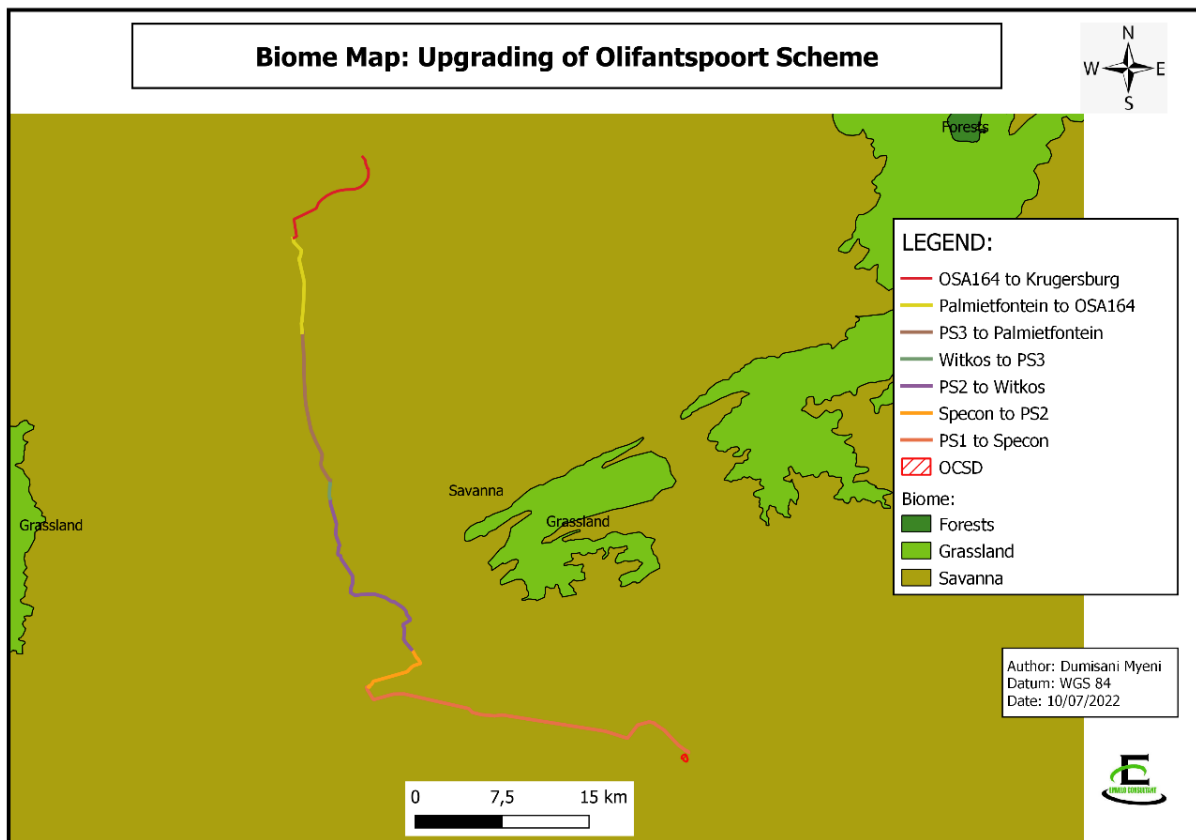 Biome Map: Upgrading of Olifantspoort Scheme
N
W E
S
Forests
Savanna
Grassland
Grassland
LEGEND:
OSA164 to Krugersburg
Palmietfontein to OSA164
PS3 to Palmietfontein
Witkos to PS3
PS2 to Witkos
Specon to PS2
PS1 to Specon
OCSD
Biome:
Forests
Grassland
Savanna
Author: Dumisani Myeni
Datum: WGS 84
Date: 10/07/2022
0 7,5 15 km
E
CONSULTANT